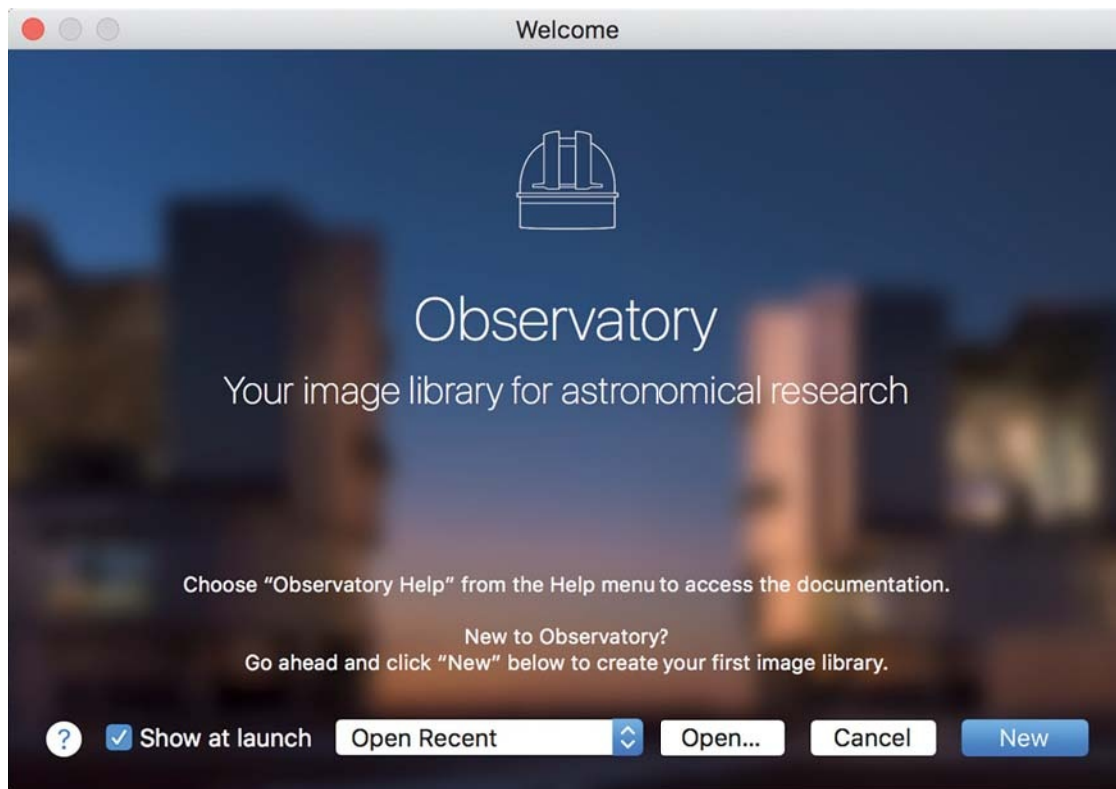 Welcome
Observatory
Your image library for astronomical research
Choose “Observatory Help” from the Help menu to access the documentation.
New to Observatory?
Go ahead and click “New” below to create your first image library.
? Show at launch Open Recent Open... Cancel New